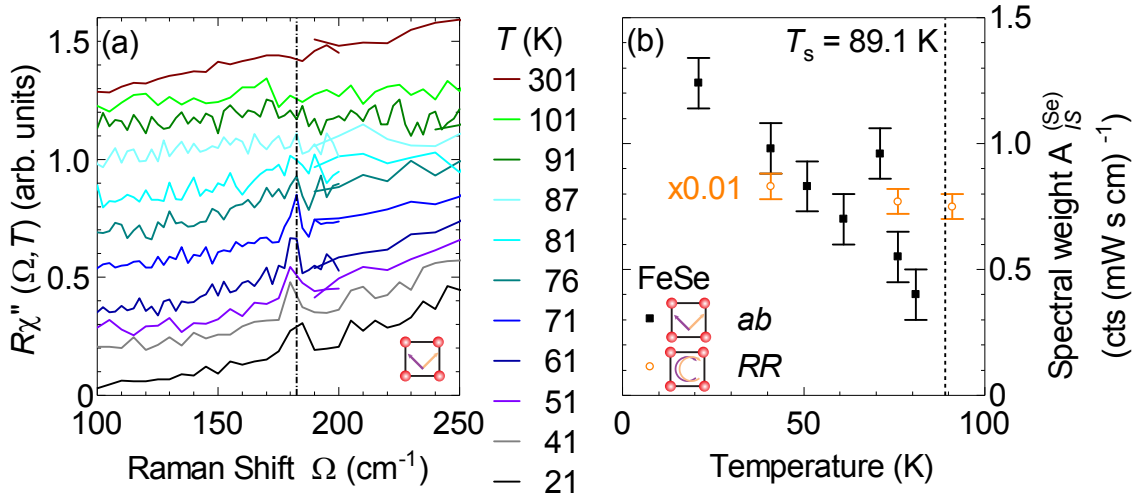 (a)
1.5
1.0
0.5
0
Rχ'' (Ω,T) (arb. units)
100 150 200 250
Raman Shift Ω (cm⁻¹)
T (K)
301
101
91
87
81
76
71
61
51
41
21
(b)
Tₛ = 89.1 K
x0.01
FeSe
ab
RR
0 50 100
Temperature (K)
1.5
1.0
0.5
0
Spectral weight A (Se) 1S
(cts (mW s cm)⁻¹)